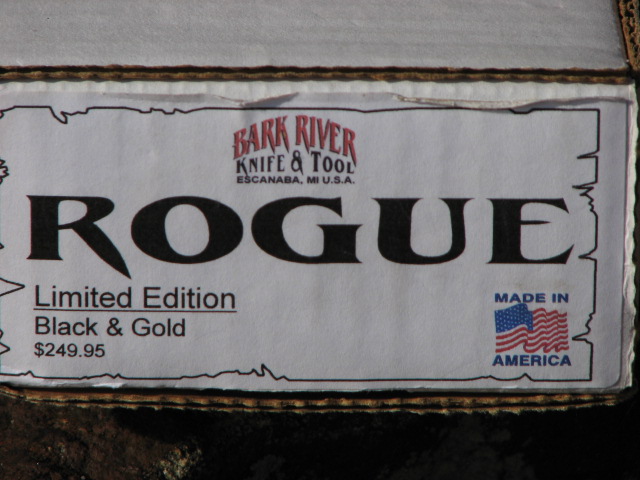 BARK RIVER
KNIFE & TOOL
ESCANABA, MI U.S.A.
ROGUE
Limited Edition
Black & Gold
$249.95
MADE IN
AMERICA